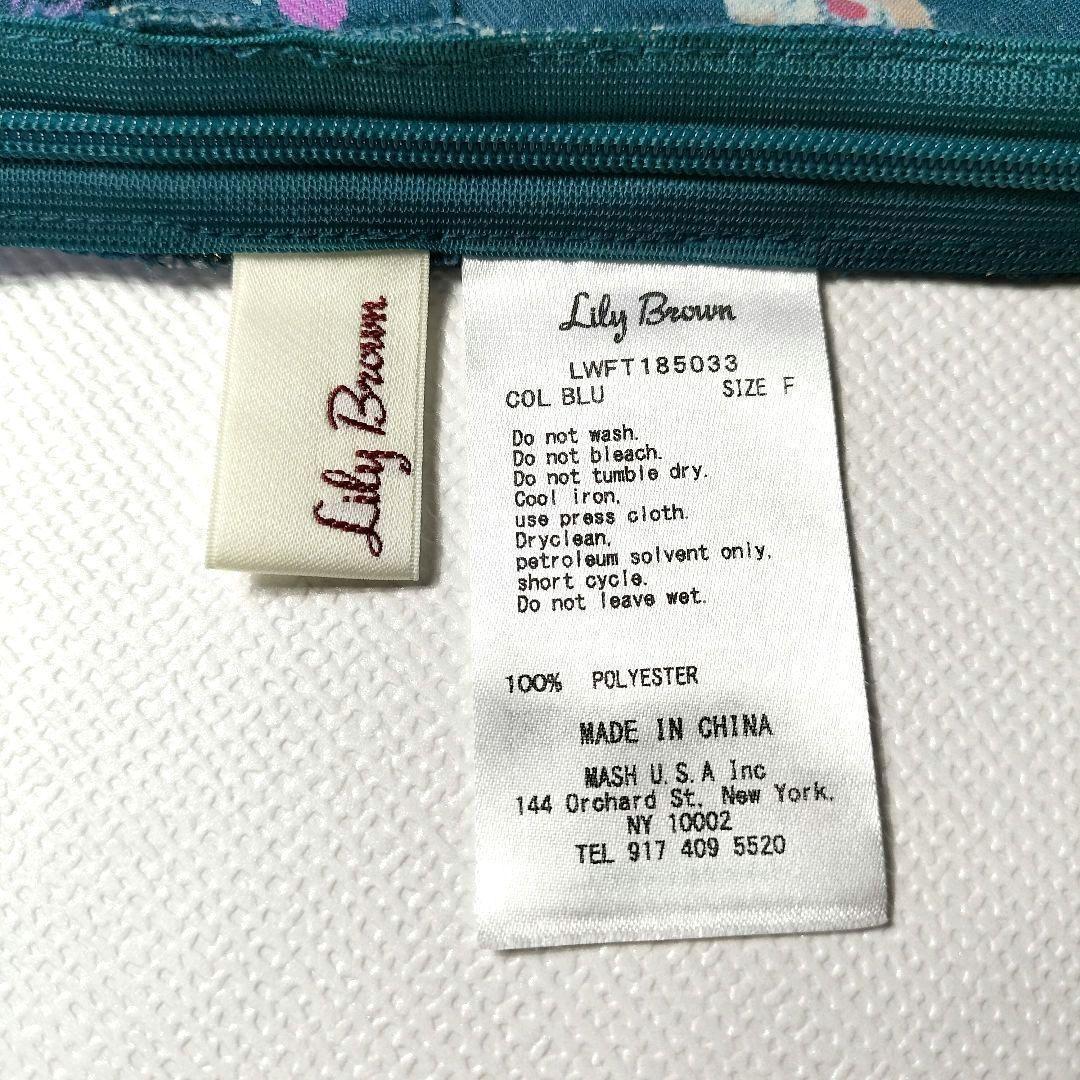 Lily Brown
Lily Brown
LWFT185033
COL BLU SIZE F
Do not wash.
Do not bleach.
Do not tumble dry.
Cool iron,
use press cloth.
Dryclean,
petroleum solvent only,
short cycle.
Do not leave wet.
100% POLYESTER
MADE IN CHINA
MASH U.S.A Inc
144 Orchard St, New York,
NY 10002
TEL 917 409 5520